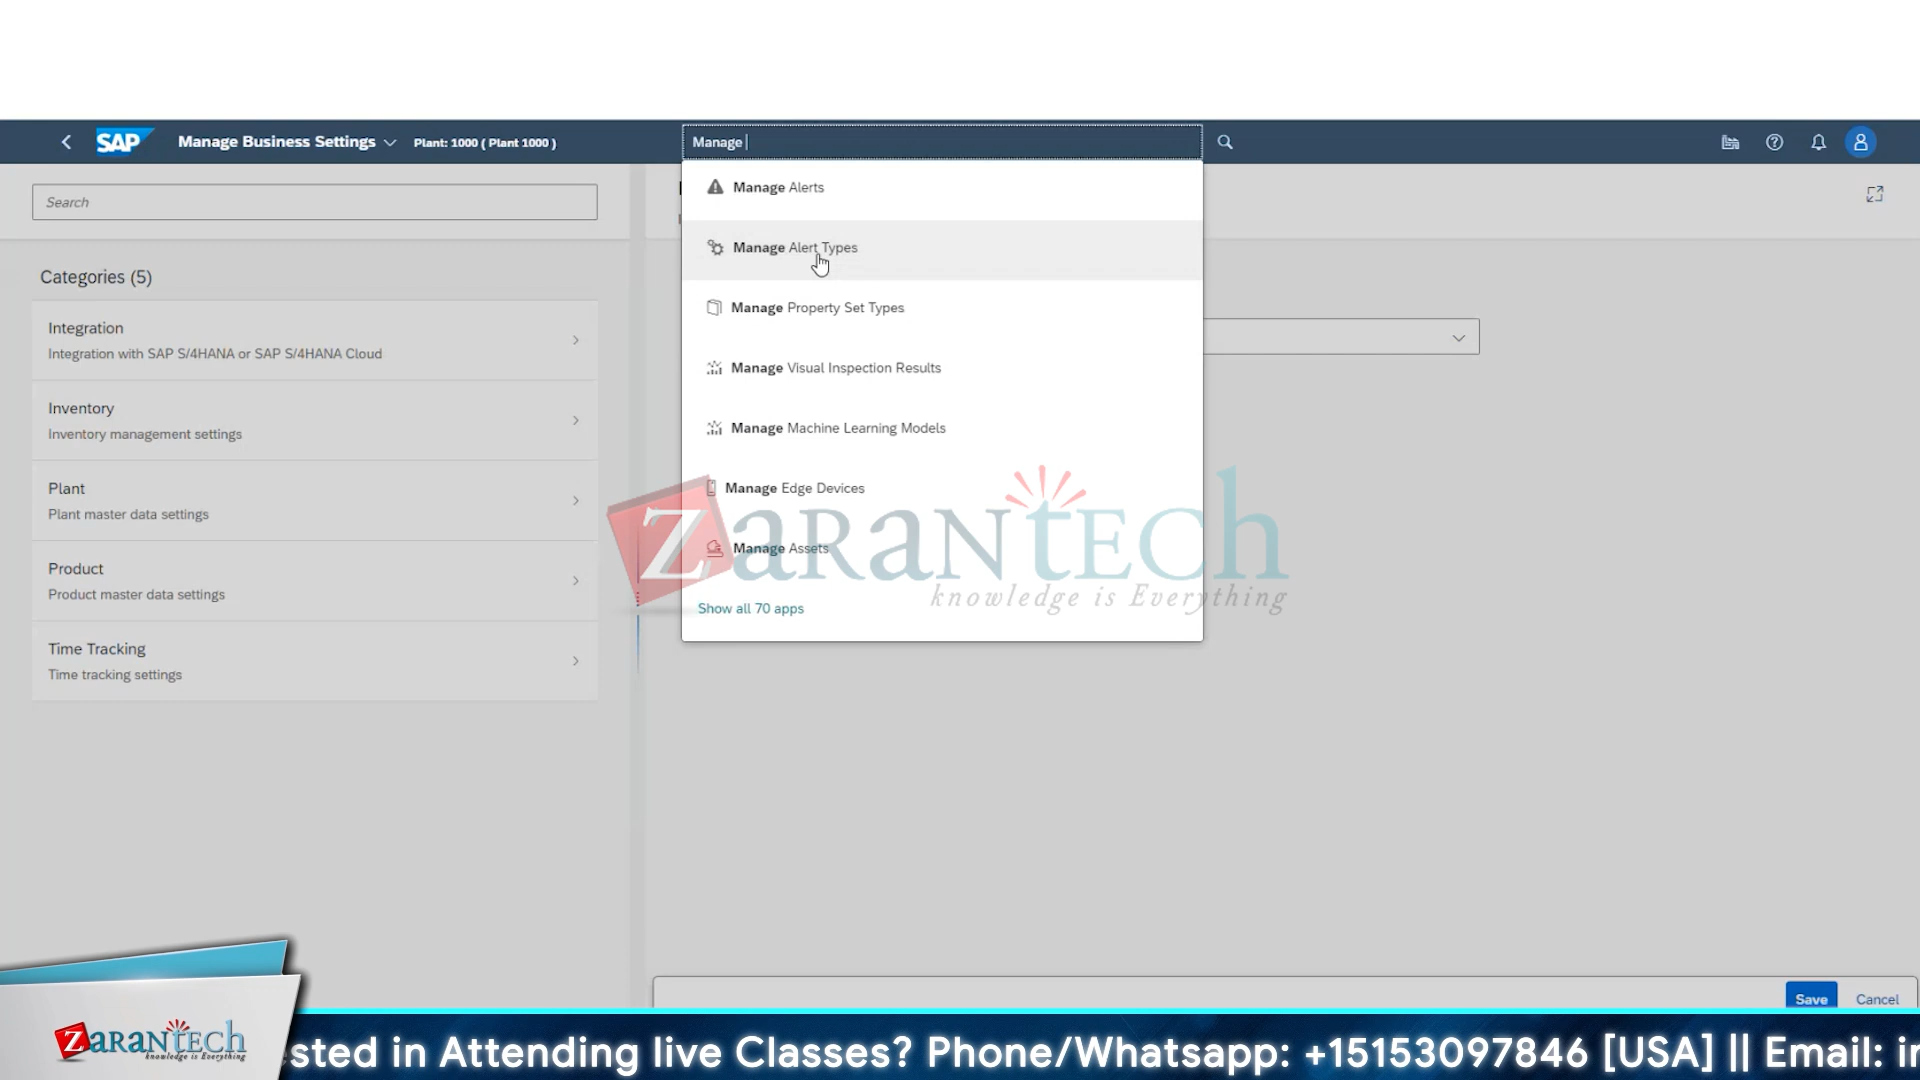 SAP Manage Business Settings Plant: 1000 ( Plant 1000 ) Manage
Search
Categories (5)
Integration
Integration with SAP S/4HANA or SAP S/4HANA Cloud
Inventory
Inventory management settings
Plant
Plant master data settings
Product
Product master data settings
Time Tracking
Time tracking settings
Manage Alerts
Manage Alert Types
Manage Property Set Types
Manage Visual Inspection Results
Manage Machine Learning Models
Manage Edge Devices
Manage Assets
Show all 70 apps
ZaranTech
knowledge is Everything
Save Cancel
ZaranTech
knowledge is Everything
sted in Attending live Classes? Phone/Whatsapp: +15153097846 [USA] || Email: